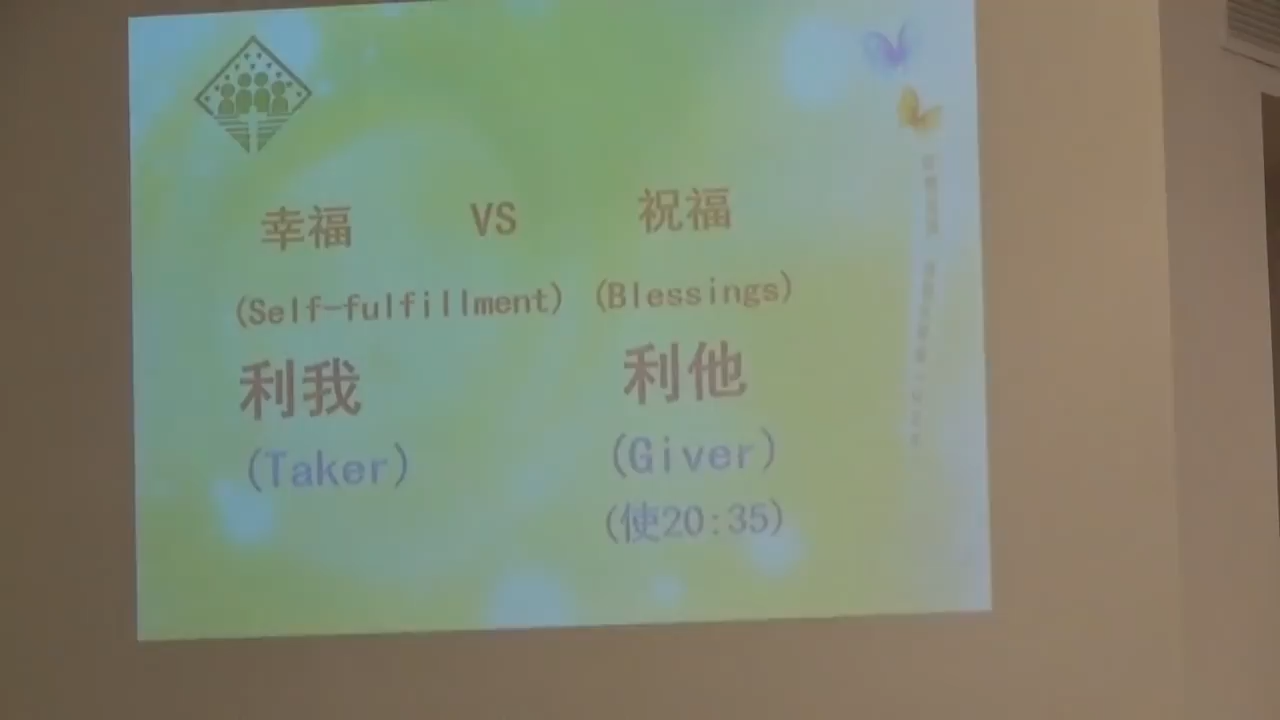 幸福 VS 祝福
(Self-fulfillment) (Blessings)
利我 利他
(Taker) (Giver)
(使20:35)